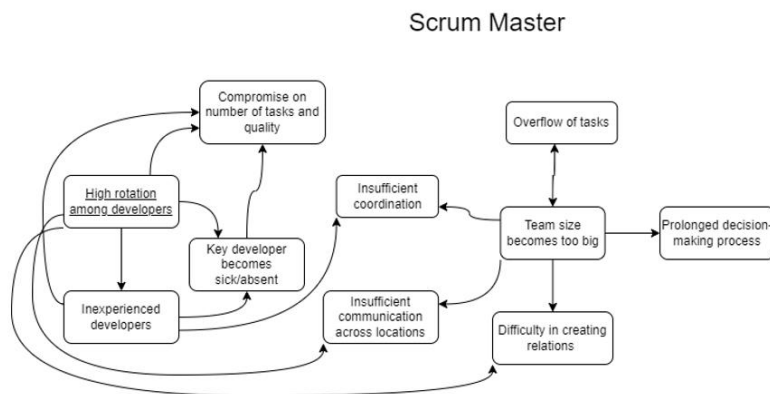 Scrum Master
Compromise on
number of tasks and
quality
Overflow of tasks
High rotation
among developers
Insufficient
coordination
Team size
becomes too big
Prolonged decision-
making process
Key developer
becomes
sick/absent
Inexperienced
developers
Insufficient
communication
across locations
Difficulty in creating
relations